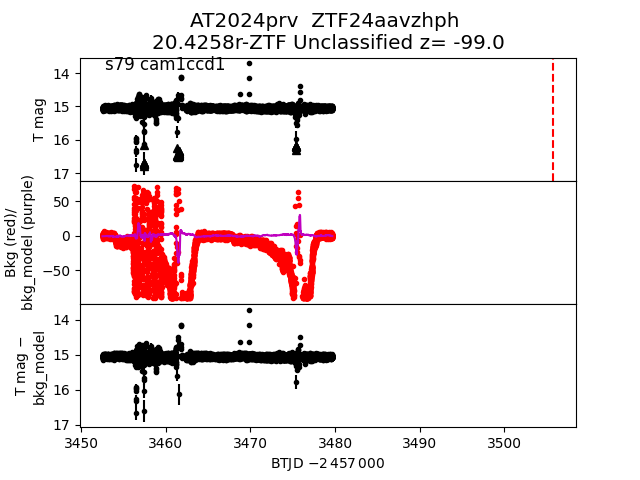 AT2024prv  ZTF24aavzhph
20.4258r-ZTF Unclassified z= -99.0
s79 cam1ccd1
14
15
16
17
T mag
50
0
−50
Bkg (red)/
bkg_model (purple)
14
15
16
17
T mag −
bkg_model
3450
3460
3470
3480
3490
3500
BTJD −2 457 000